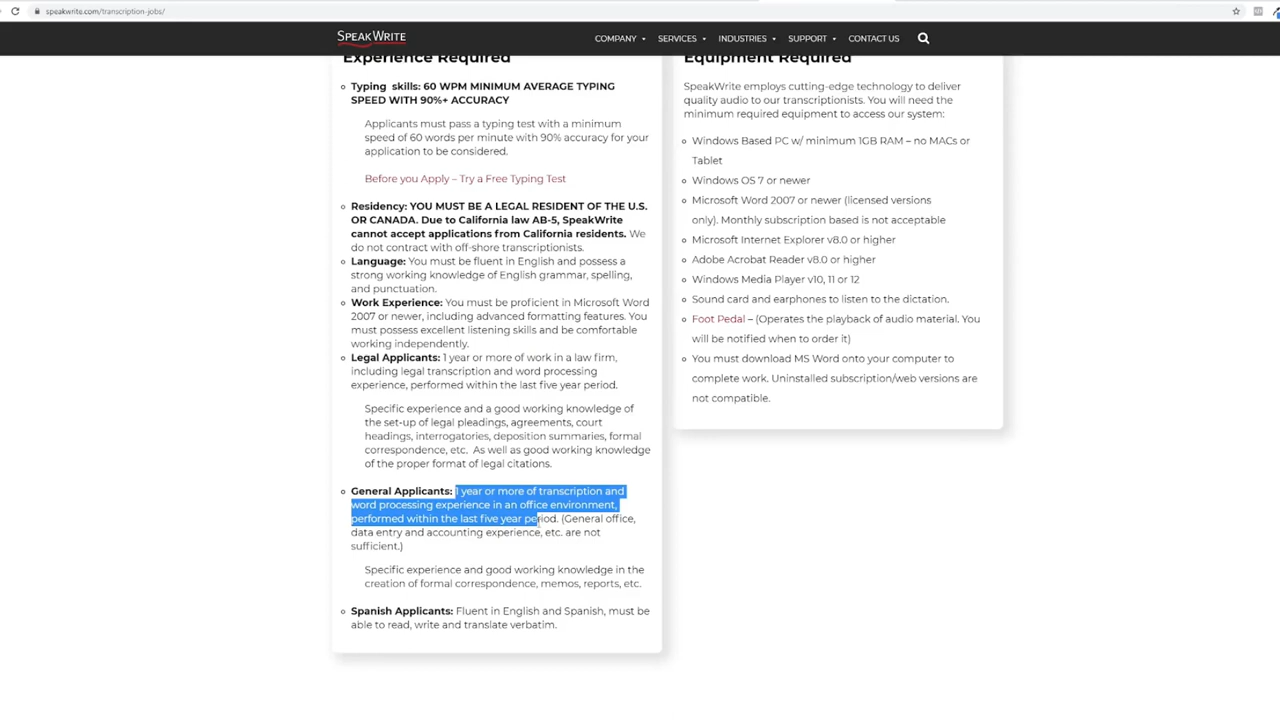 speakwrite.com/transcription-jobs/
SPEAKWRITE
COMPANY
SERVICES
INDUSTRIES
SUPPORT
CONTACT US
Experience Required
Typing skills: 60 WPM MINIMUM AVERAGE TYPING
SPEED WITH 90%+ ACCURACY
Applicants must pass a typing test with a minimum
speed of 60 words per minute with 90% accuracy for your
application to be considered.
Before you Apply – Try a Free Typing Test
Residency: YOU MUST BE A LEGAL RESIDENT OF THE U.S.
OR CANADA. Due to California law AB-5, SpeakWrite
cannot accept applications from California residents. We
do not contract with off-shore transcriptionists.
Language: You must be fluent in English and possess a
strong working knowledge of English grammar, spelling,
and punctuation.
Work Experience: You must be proficient in Microsoft Word
2007 or newer, including advanced formatting features. You
must possess excellent listening skills and be comfortable
working independently.
Legal Applicants: 1 year or more of work in a law firm,
including legal transcription and word processing
experience, performed within the last five year period.
Specific experience and a good working knowledge of
the set-up of legal pleadings, agreements, court
headings, interrogatories, deposition summaries, formal
correspondence, etc. As well as good working knowledge
of the proper format of legal citations.
General Applicants: 1 year or more of transcription and
word processing experience in an office environment,
performed within the last five year period. (General office,
data entry and accounting experience, etc. are not
sufficient.)
Specific experience and good working knowledge in the
creation of formal correspondence, memos, reports, etc.
Spanish Applicants: Fluent in English and Spanish, must be
able to read, write and translate verbatim.
Equipment Required
SpeakWrite employs cutting-edge technology to deliver
quality audio to our transcriptionists. You will need the
minimum required equipment to access our system:
Windows Based PC w/ minimum 1GB RAM – no MACs or
Tablet
Windows OS 7 or newer
Microsoft Word 2007 or newer (licensed versions
only). Monthly subscription based is not acceptable
Microsoft Internet Explorer v8.0 or higher
Adobe Acrobat Reader v8.0 or higher
Windows Media Player v10, 11 or 12
Sound card and earphones to listen to the dictation.
Foot Pedal – (Operates the playback of audio material. You
will be notified when to order it)
You must download MS Word onto your computer to
complete work. Uninstalled subscription/web versions are
not compatible.